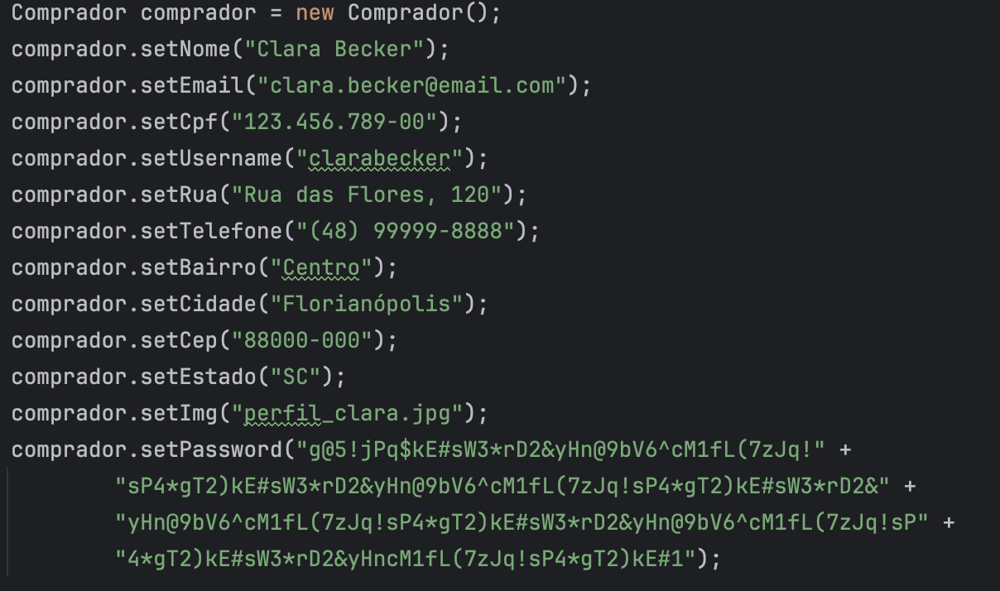 Comprador comprador = new Comprador();
comprador.setNome("Clara Becker");
comprador.setEmail("clara.becker@email.com");
comprador.setCpf("123.456.789-00");
comprador.setUsername("clarabecker");
comprador.setRua("Rua das Flores, 120");
comprador.setTelefone("(48) 99999-8888");
comprador.setBairro("Centro");
comprador.setCidade("Florianópolis");
comprador.setCep("88000-000");
comprador.setEstado("SC");
comprador.setImg("perfil_clara.jpg");
comprador.setPassword("g@5!jPq$kE#sW3*rD2&yHn@9bV6^cM1fL(7zJq!" +
"sP4*gT2)kE#sW3*rD2&yHn@9bV6^cM1fL(7zJq!sP4*gT2)kE#sW3*rD2&" +
"yHn@9bV6^cM1fL(7zJq!sP4*gT2)kE#sW3*rD2&yHn@9bV6^cM1fL(7zJq!sP" +
"4*gT2)kE#sW3*rD2&yHncM1fL(7zJq!sP4*gT2)kE#1");